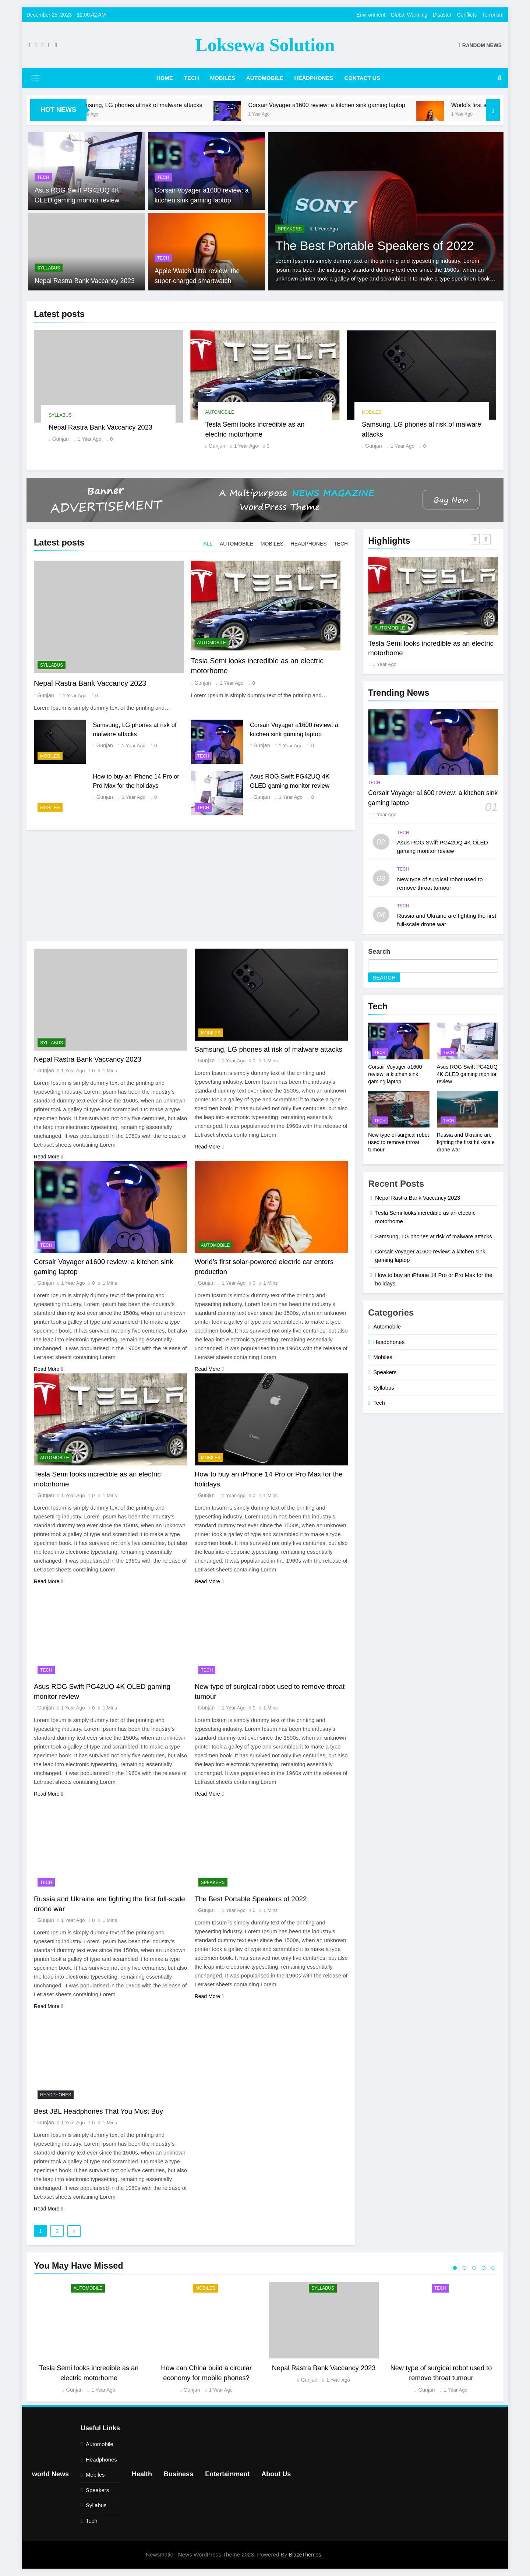 December 25, 2023 12:00:42 AM
Environment Global Warming Disaster Conflicts Terrorism
Loksewa Solution
RANDOM NEWS
HOME TECH MOBILES AUTOMOBILE HEADPHONES CONTACT US
HOT NEWS
LG phones at risk of malware attacks
Corsair Voyager a1600 review: a kitchen sink gaming laptop
1 Year Ago
World's first
1 Year Ago
TECH
Asus ROG Swift PG42UQ 4K
OLED gaming monitor review
TECH
Corsair Voyager a1600 review: a
kitchen sink gaming laptop
SYLLABUS
Nepal Rastra Bank Vaccancy 2023
TECH
Apple Watch Ultra review: the
super-charged smartwatch
SONY
SPEAKERS 1 Year Ago
The Best Portable Speakers of 2022
Lorem Ipsum is simply dummy text of the printing and typesetting industry. Lorem
Ipsum has been the industry's standard dummy text ever since the 1500s, when an
unknown printer took a galley of type and scrambled it to make a type specimen book...
Latest posts
SYLLABUS
Nepal Rastra Bank Vaccancy 2023
Gunjan 1 Year Ago 0
TESLA
AUTOMOBILE
Tesla Semi looks incredible as an
electric motorhome
Gunjan 1 Year Ago 0
MOBILES
Samsung, LG phones at risk of malware
attacks
Gunjan 1 Year Ago 0
Banner
ADVERTISEMENT
A Multipurpose NEWS MAGAZINE
WordPress Theme
Buy Now
Latest posts
ALL AUTOMOBILE MOBILES HEADPHONES TECH
SYLLABUS
Nepal Rastra Bank Vaccancy 2023
Gunjan 1 Year Ago 0
Lorem Ipsum is simply dummy text of the printing and…
AUTOMOBILE
Tesla Semi looks incredible as an electric
motorhome
Gunjan 1 Year Ago 0
Lorem Ipsum is simply dummy text of the printing and…
MOBILES
Samsung, LG phones at risk of
malware attacks
Gunjan 1 Year Ago 0
TECH
Corsair Voyager a1600 review: a
kitchen sink gaming laptop
Gunjan 1 Year Ago 0
MOBILES
How to buy an iPhone 14 Pro or
Pro Max for the holidays
Gunjan 1 Year Ago 0
TECH
Asus ROG Swift PG42UQ 4K
OLED gaming monitor review
Gunjan 1 Year Ago 0
Highlights
AUTOMOBILE
Tesla Semi looks incredible as an electric
motorhome
1 Year Ago
Trending News
TECH
Corsair Voyager a1600 review: a kitchen sink
gaming laptop
01
1 Year Ago
02
TECH
Asus ROG Swift PG42UQ 4K OLED
gaming monitor review
03
TECH
New type of surgical robot used to
remove throat tumour
04
TECH
Russia and Ukraine are fighting the first
full-scale drone war
SYLLABUS
Nepal Rastra Bank Vaccancy 2023
Gunjan 1 Year Ago 0 1 Mins
Lorem Ipsum is simply dummy text of the printing and
typesetting industry. Lorem Ipsum has been the industry's
standard dummy text ever since the 1500s, when an unknown
printer took a galley of type and scrambled it to make a type
specimen book. It has survived not only five centuries, but also
the leap into electronic typesetting, remaining essentially
unchanged. It was popularised in the 1960s with the release of
Letraset sheets containing Lorem
Read More
MOBILES
Samsung, LG phones at risk of malware attacks
Gunjan 1 Year Ago 0 1 Mins
Lorem Ipsum is simply dummy text of the printing and
typesetting industry. Lorem Ipsum has been the industry's
standard dummy text ever since the 1500s, when an unknown
printer took a galley of type and scrambled it to make a type
specimen book. It has survived not only five centuries, but also
the leap into electronic typesetting, remaining essentially
unchanged. It was popularised in the 1960s with the release of
Letraset sheets containing Lorem
Read More
TECH
Corsair Voyager a1600 review: a kitchen sink
gaming laptop
Gunjan 1 Year Ago 0 1 Mins
Lorem Ipsum is simply dummy text of the printing and
typesetting industry. Lorem Ipsum has been the industry's
standard dummy text ever since the 1500s, when an unknown
printer took a galley of type and scrambled it to make a type
specimen book. It has survived not only five centuries, but also
the leap into electronic typesetting, remaining essentially
unchanged. It was popularised in the 1960s with the release of
Letraset sheets containing Lorem
Read More
AUTOMOBILE
World's first solar-powered electric car enters
production
Gunjan 1 Year Ago 0 1 Mins
Lorem Ipsum is simply dummy text of the printing and
typesetting industry. Lorem Ipsum has been the industry's
standard dummy text ever since the 1500s, when an unknown
printer took a galley of type and scrambled it to make a type
specimen book. It has survived not only five centuries, but also
the leap into electronic typesetting, remaining essentially
unchanged. It was popularised in the 1960s with the release of
Letraset sheets containing Lorem
Read More
AUTOMOBILE
Tesla Semi looks incredible as an electric
motorhome
Gunjan 1 Year Ago 0 1 Mins
Lorem Ipsum is simply dummy text of the printing and
typesetting industry. Lorem Ipsum has been the industry's
standard dummy text ever since the 1500s, when an unknown
printer took a galley of type and scrambled it to make a type
specimen book. It has survived not only five centuries, but also
the leap into electronic typesetting, remaining essentially
unchanged. It was popularised in the 1960s with the release of
Letraset sheets containing Lorem
Read More
MOBILES
How to buy an iPhone 14 Pro or Pro Max for the
holidays
Gunjan 1 Year Ago 0 1 Mins
Lorem Ipsum is simply dummy text of the printing and
typesetting industry. Lorem Ipsum has been the industry's
standard dummy text ever since the 1500s, when an unknown
printer took a galley of type and scrambled it to make a type
specimen book. It has survived not only five centuries, but also
the leap into electronic typesetting, remaining essentially
unchanged. It was popularised in the 1960s with the release of
Letraset sheets containing Lorem
Read More
TECH
Asus ROG Swift PG42UQ 4K OLED gaming
monitor review
Gunjan 1 Year Ago 0 1 Mins
Lorem Ipsum is simply dummy text of the printing and
typesetting industry. Lorem Ipsum has been the industry's
standard dummy text ever since the 1500s, when an unknown
printer took a galley of type and scrambled it to make a type
specimen book. It has survived not only five centuries, but also
the leap into electronic typesetting, remaining essentially
unchanged. It was popularised in the 1960s with the release of
Letraset sheets containing Lorem
Read More
TECH
New type of surgical robot used to remove throat
tumour
Gunjan 1 Year Ago 0 1 Mins
Lorem Ipsum is simply dummy text of the printing and
typesetting industry. Lorem Ipsum has been the industry's
standard dummy text ever since the 1500s, when an unknown
printer took a galley of type and scrambled it to make a type
specimen book. It has survived not only five centuries, but also
the leap into electronic typesetting, remaining essentially
unchanged. It was popularised in the 1960s with the release of
Letraset sheets containing Lorem
Read More
TECH
Russia and Ukraine are fighting the first full-scale
drone war
Gunjan 1 Year Ago 0 1 Mins
Lorem Ipsum is simply dummy text of the printing and
typesetting industry. Lorem Ipsum has been the industry's
standard dummy text ever since the 1500s, when an unknown
printer took a galley of type and scrambled it to make a type
specimen book. It has survived not only five centuries, but also
the leap into electronic typesetting, remaining essentially
unchanged. It was popularised in the 1960s with the release of
Letraset sheets containing Lorem
Read More
SPEAKERS
The Best Portable Speakers of 2022
Gunjan 1 Year Ago 0 1 Mins
Lorem Ipsum is simply dummy text of the printing and
typesetting industry. Lorem Ipsum has been the industry's
standard dummy text ever since the 1500s, when an unknown
printer took a galley of type and scrambled it to make a type
specimen book. It has survived not only five centuries, but also
the leap into electronic typesetting, remaining essentially
unchanged. It was popularised in the 1960s with the release of
Letraset sheets containing Lorem
Read More
HEADPHONES
Best JBL Headphones That You Must Buy
Gunjan 1 Year Ago 0 1 Mins
Lorem Ipsum is simply dummy text of the printing and
typesetting industry. Lorem Ipsum has been the industry's
standard dummy text ever since the 1500s, when an unknown
printer took a galley of type and scrambled it to make a type
specimen book. It has survived not only five centuries, but also
the leap into electronic typesetting, remaining essentially
unchanged. It was popularised in the 1960s with the release of
Letraset sheets containing Lorem
Read More
1 2
Search
SEARCH
Tech
TECH
Corsair Voyager a1600
review: a kitchen sink
gaming laptop
TECH
Asus ROG Swift PG42UQ
4K OLED gaming monitor
review
TECH
New type of surgical robot
used to remove throat
tumour
TECH
Russia and Ukraine are
fighting the first full-scale
drone war
Recent Posts
Nepal Rastra Bank Vaccancy 2023
Tesla Semi looks incredible as an electric
motorhome
Samsung, LG phones at risk of malware attacks
Corsair Voyager a1600 review: a kitchen sink
gaming laptop
How to buy an iPhone 14 Pro or Pro Max for the
holidays
Categories
Automobile
Headphones
Mobiles
Speakers
Syllabus
Tech
You May Have Missed
AUTOMOBILE
Tesla Semi looks incredible as an
electric motorhome
Gunjan 1 Year Ago
MOBILES
How can China build a circular
economy for mobile phones?
Gunjan 1 Year Ago
SYLLABUS
Nepal Rastra Bank Vaccancy 2023
Gunjan 1 Year Ago
TECH
New type of surgical robot used to
remove throat tumour
Gunjan 1 Year Ago
world News
Useful Links
Automobile
Headphones
Mobiles
Speakers
Syllabus
Tech
Health
Business
Entertainment
About Us
Newsmatic - News WordPress Theme 2023. Powered By BlazeThemes.